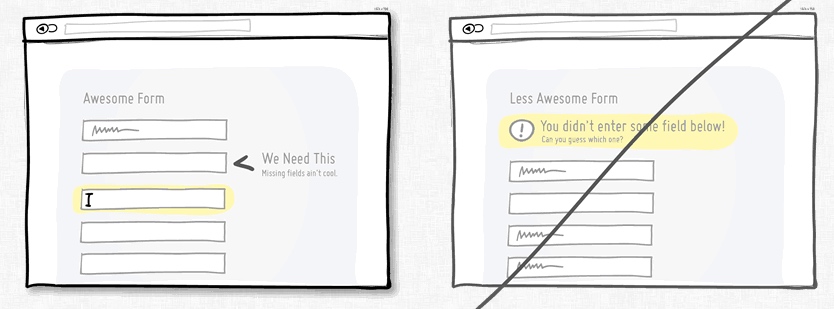 Awesome Form
We Need This
Missing fields ain't cool.
Less Awesome Form
You didn't enter some field below!
Can you guess which one?